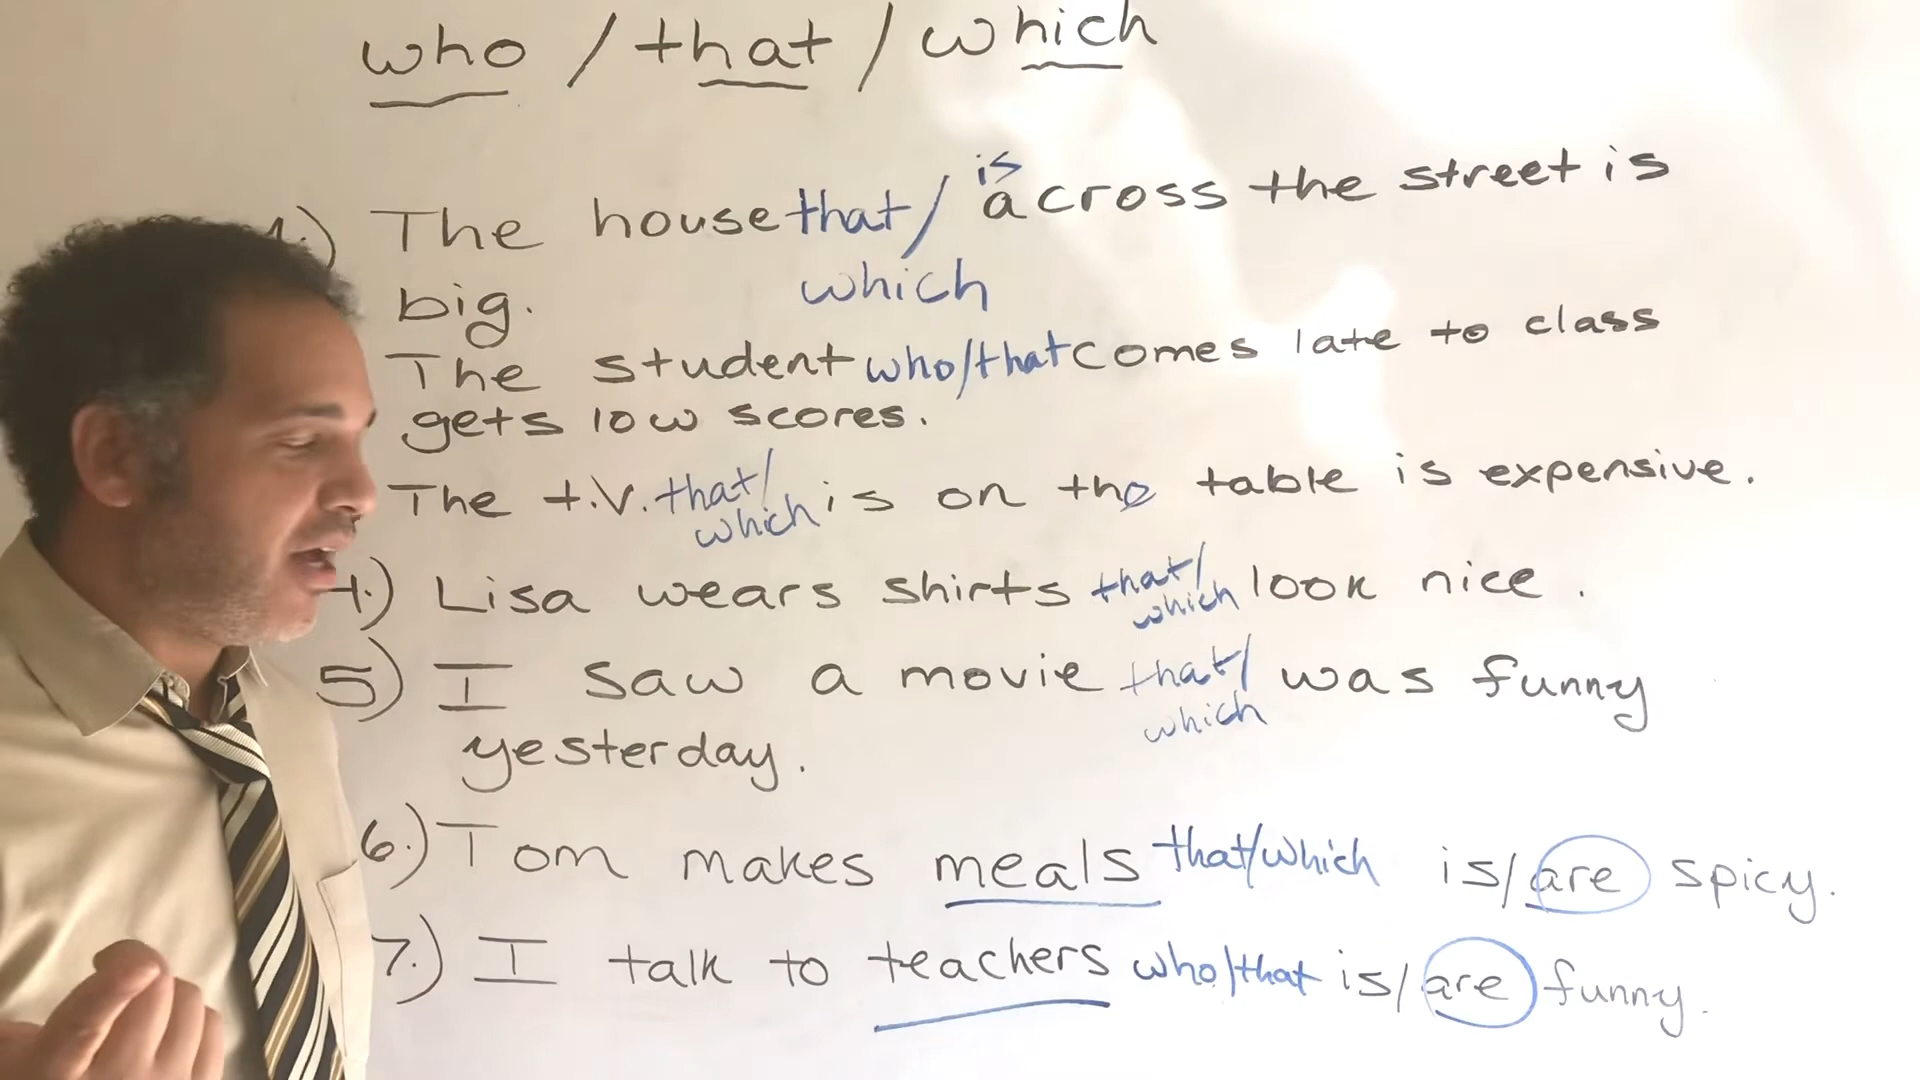 who / that / which
1.) The house that/ is across the street is
big. which
The student who/that comes late to class
gets low scores.
The t.v. that/ which is on the table is expensive.
4.) Lisa wears shirts that/ which look nice.
5) I saw a movie that/ which was funny
yesterday.
6.) Tom makes meals that/which is/are spicy.
7.) I talk to teachers who/that is/are funny.